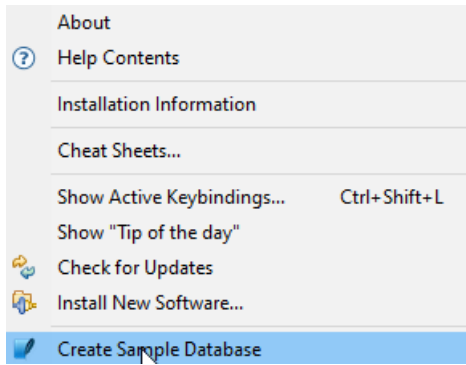 About
Help Contents
Installation Information
Cheat Sheets...
Show Active Keybindings... Ctrl+Shift+L
Show "Tip of the day"
Check for Updates
Install New Software...
Create Sample Database